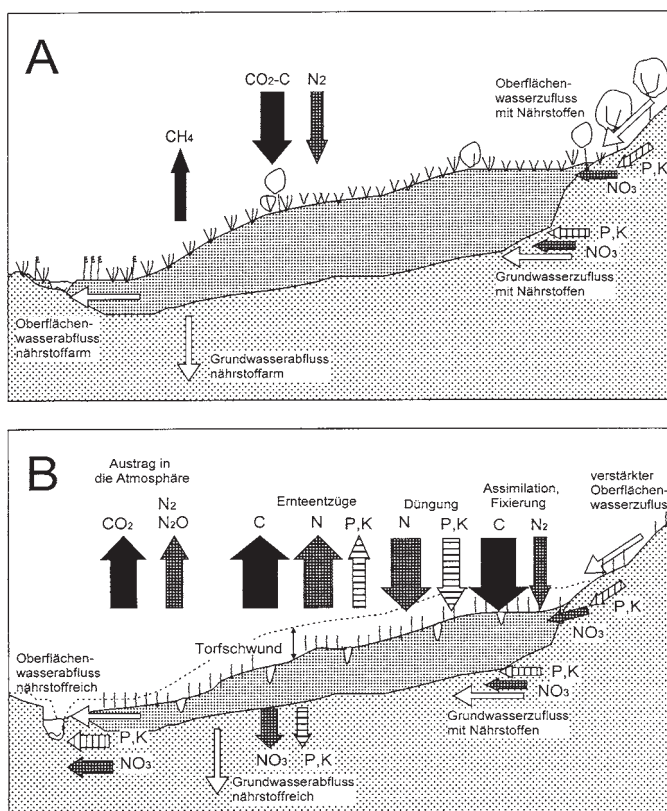 A
CO2-C
N2
CH4
Oberflächen-
wasserzufluss
mit Nährstoffen
P,K
NO3
P,K
NO3
Grundwasserzufluss
mit Nährstoffen
Oberflächen-
wasserabfluss
nährstoffarm
Grundwasserabfluss
nährstoffarm
B
Austrag in
die Atmosphäre
CO2
N2
N2O
Ernteentzüge
C
N
P,K
Düngung
N
P,K
Assimilation,
Fixierung
C
N2
verstärkter
Oberflächen-
wasserzufluss
P,K
NO3
Torfschwund
Oberflächen-
wasserabfluss
nährstoffreich
P,K
NO3
P,K
NO3
Grundwasserzufluss
mit Nährstoffen
NO3
P,K
Grundwasserabfluss
nährstoffreich